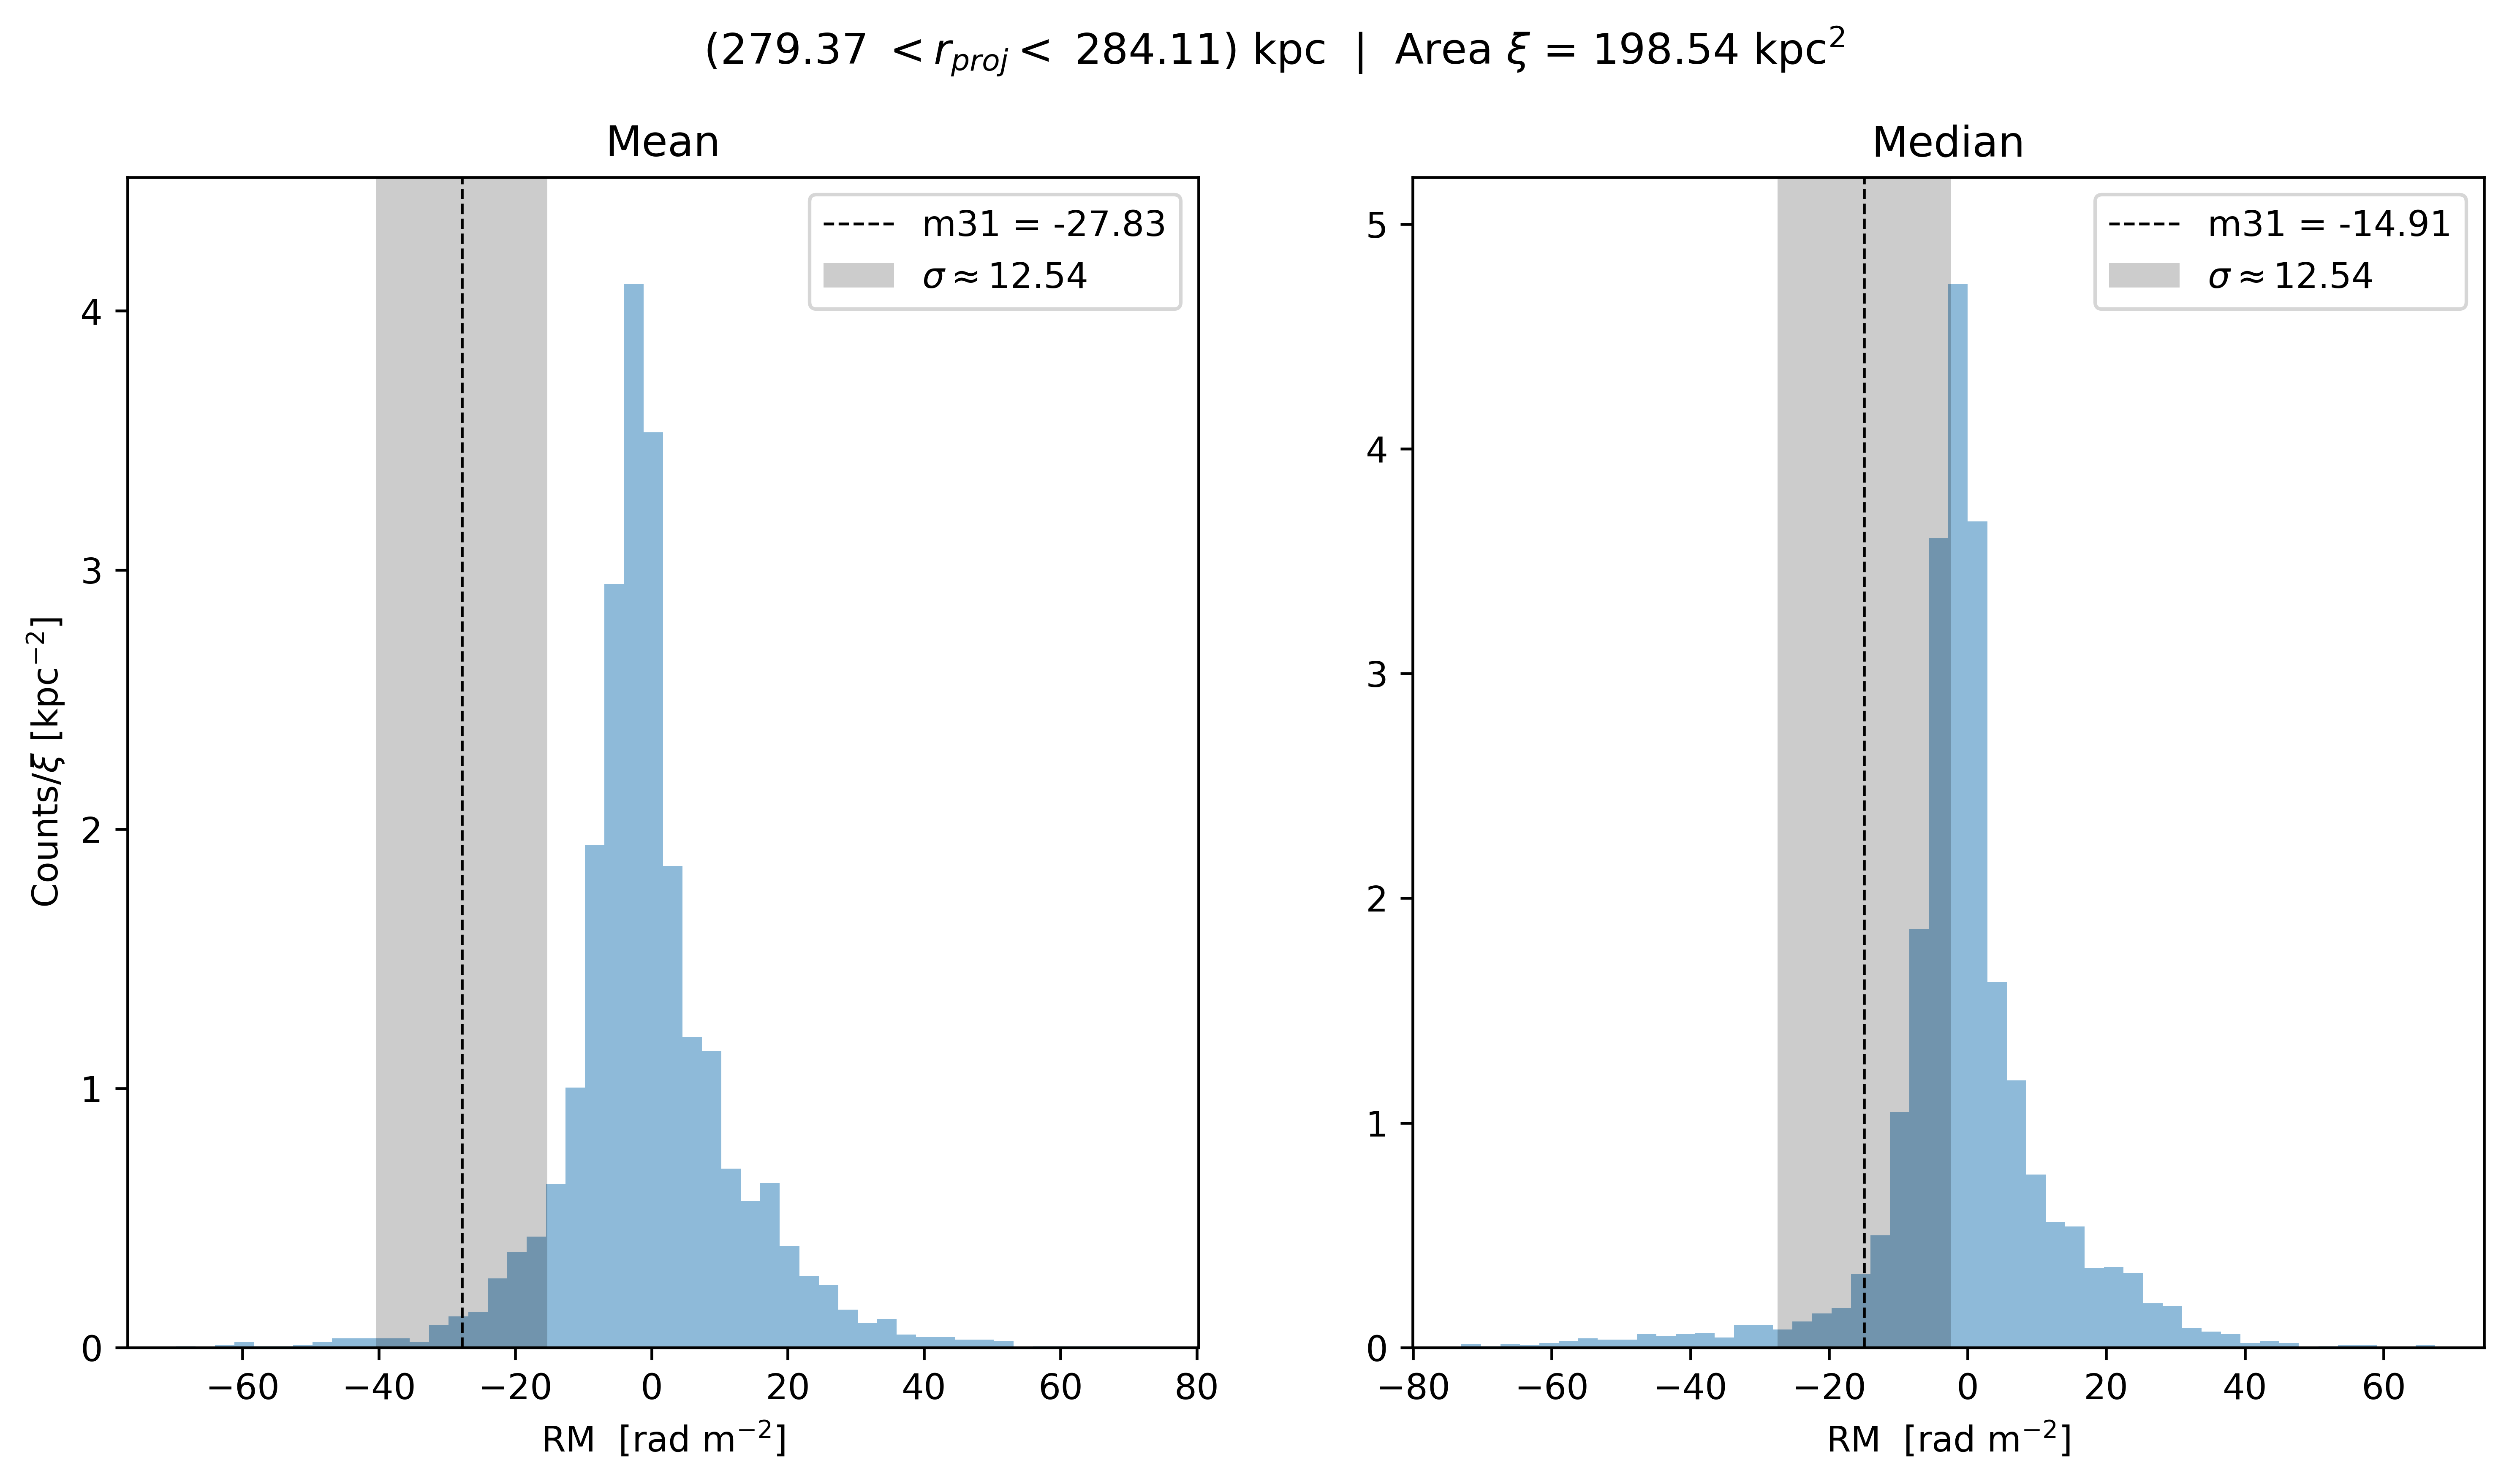 (279.37 < r_proj < 284.11) kpc | Area ξ = 198.54 kpc²
Mean
m31 = -27.83
σ ≈ 12.54
4
3
2
1
0
Counts/ξ [kpc⁻²]
−60 −40 −20 0 20 40 60 80
RM [rad m⁻²]
Median
m31 = -14.91
σ ≈ 12.54
5
4
3
2
1
0
−80 −60 −40 −20 0 20 40 60
RM [rad m⁻²]